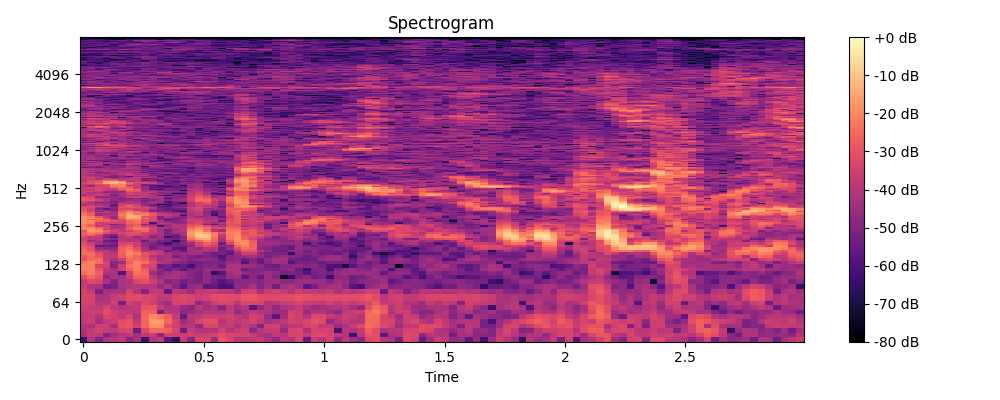 Spectrogram
Hz
4096
2048
1024
512
256
128
64
0
0
0.5
1
1.5
2
2.5
Time
+0 dB
-10 dB
-20 dB
-30 dB
-40 dB
-50 dB
-60 dB
-70 dB
-80 dB